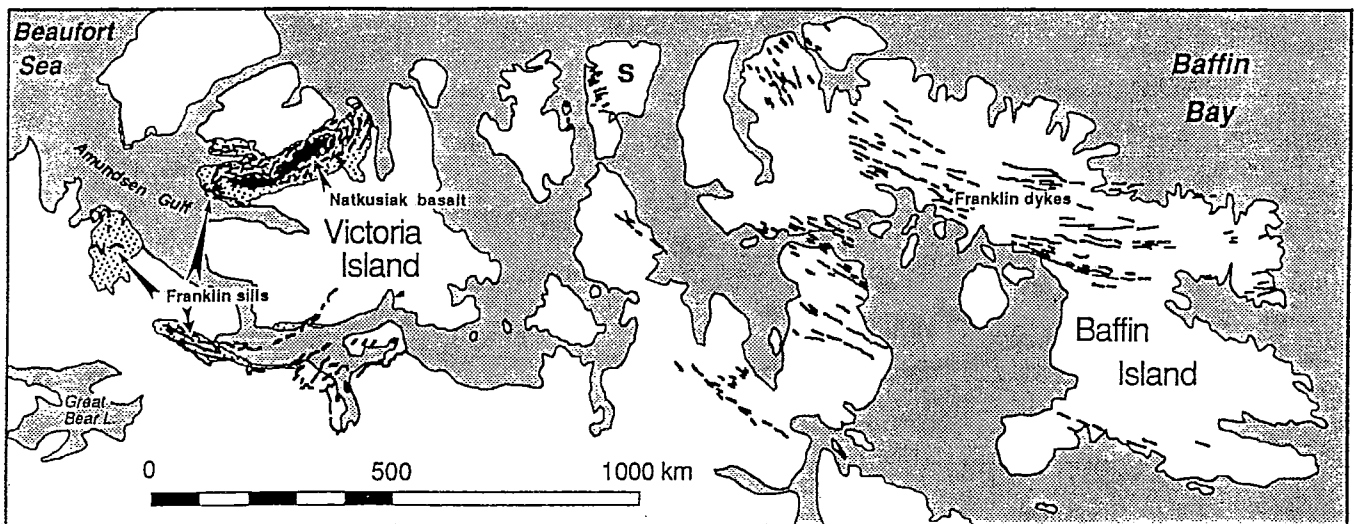 Beaufort
Sea
S
Baffin
Bay
Amundsen Gulf
Natkusiak basalt
Franklin dykes
Victoria
Island
Franklin sills
Baffin
Island
Great
Bear L.
0 500 1000 km